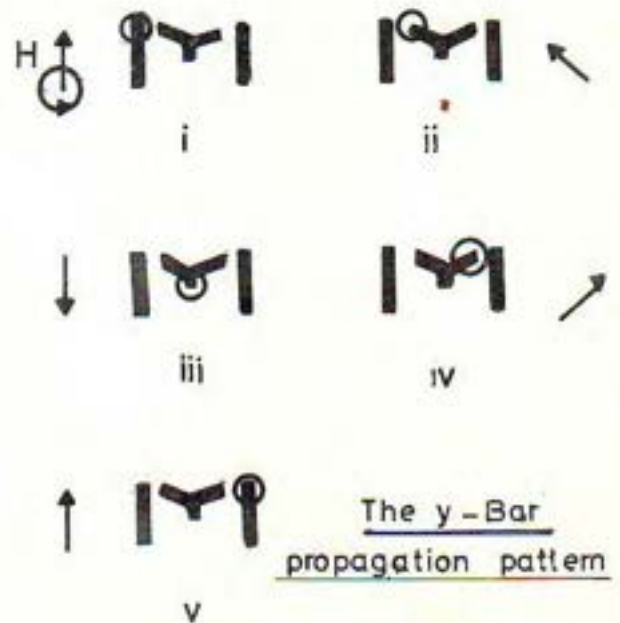 H
i
ii
iii
iv
v
The y-Bar
propagation pattern